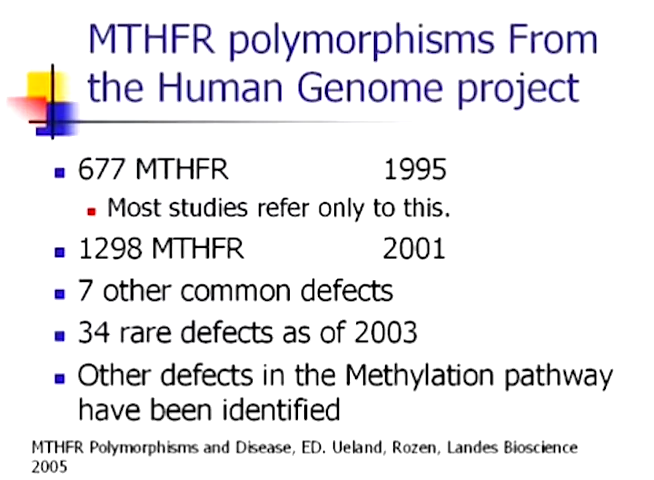 MTHFR polymorphisms From
the Human Genome project
677 MTHFR 1995
Most studies refer only to this.
1298 MTHFR 2001
7 other common defects
34 rare defects as of 2003
Other defects in the Methylation pathway
have been identified
MTHFR Polymorphisms and Disease, ED. Ueland, Rozen, Landes Bioscience
2005